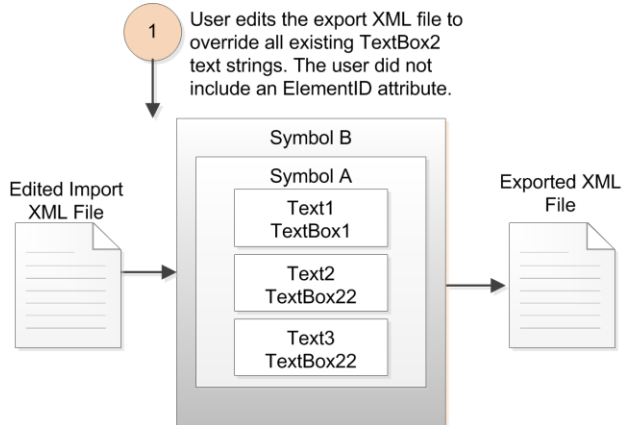 1
User edits the export XML file to
override all existing TextBox2
text strings. The user did not
include an ElementID attribute.
Symbol B
Symbol A
Edited Import
XML File
Text1
TextBox1
Text2
TextBox22
Text3
TextBox22
Exported XML
File